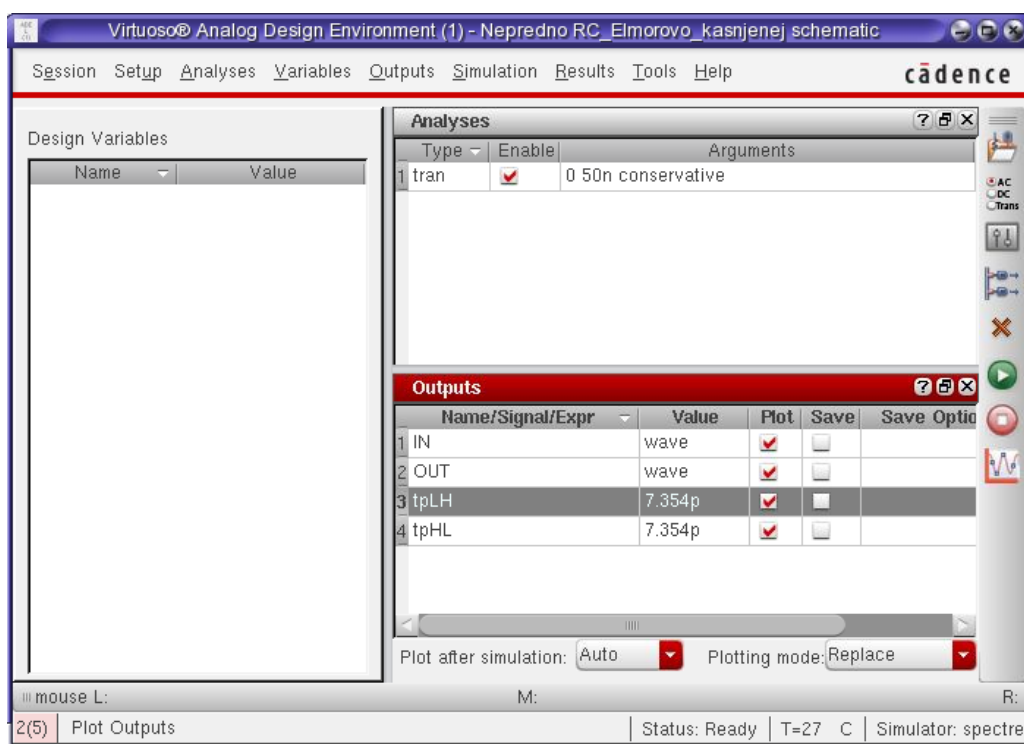 Virtuoso® Analog Design Environment (1) - Nepredno RC_Elmorovo_kasnjenej schematic
Session Setup Analyses Variables Outputs Simulation Results Tools Help cādence
Design Variables
Name Value
Analyses
Type Enable Arguments
1 tran 0 50n conservative
AC
DC
Trans
Outputs
Name/Signal/Expr Value Plot Save Save Optio
1 IN wave
2 OUT wave
3 tpLH 7.354p
4 tpHL 7.354p
Plot after simulation: Auto Plotting mode: Replace
mouse L: M: R:
2(5) Plot Outputs Status: Ready T=27 C Simulator: spectre